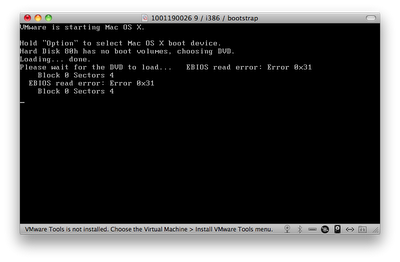 1001190026 9 / i386 / bootstrap
VMware is starting Mac OS X.
Hold "Option" to select Mac OS X boot device.
Hard Disk 80h has no boot volumes, choosing DVD.
Loading... done.
Please wait for the DVD to load...   EBIOS read error: Error 0x31
    Block 0 Sectors 4
  EBIOS read error: Error 0x31
    Block 0 Sectors 4
VMware Tools is not installed. Choose the Virtual Machine > Install VMware Tools menu.